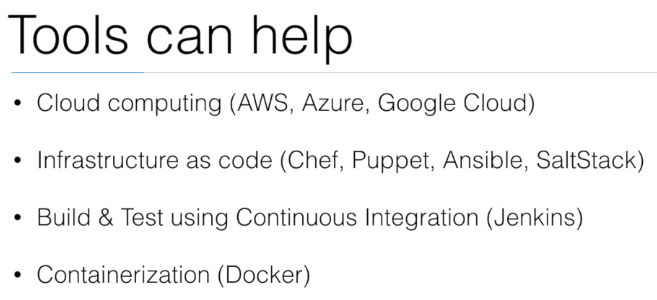 Tools can help
• Cloud computing (AWS, Azure, Google Cloud)
• Infrastructure as code (Chef, Puppet, Ansible, SaltStack)
• Build & Test using Continuous Integration (Jenkins)
• Containerization (Docker)